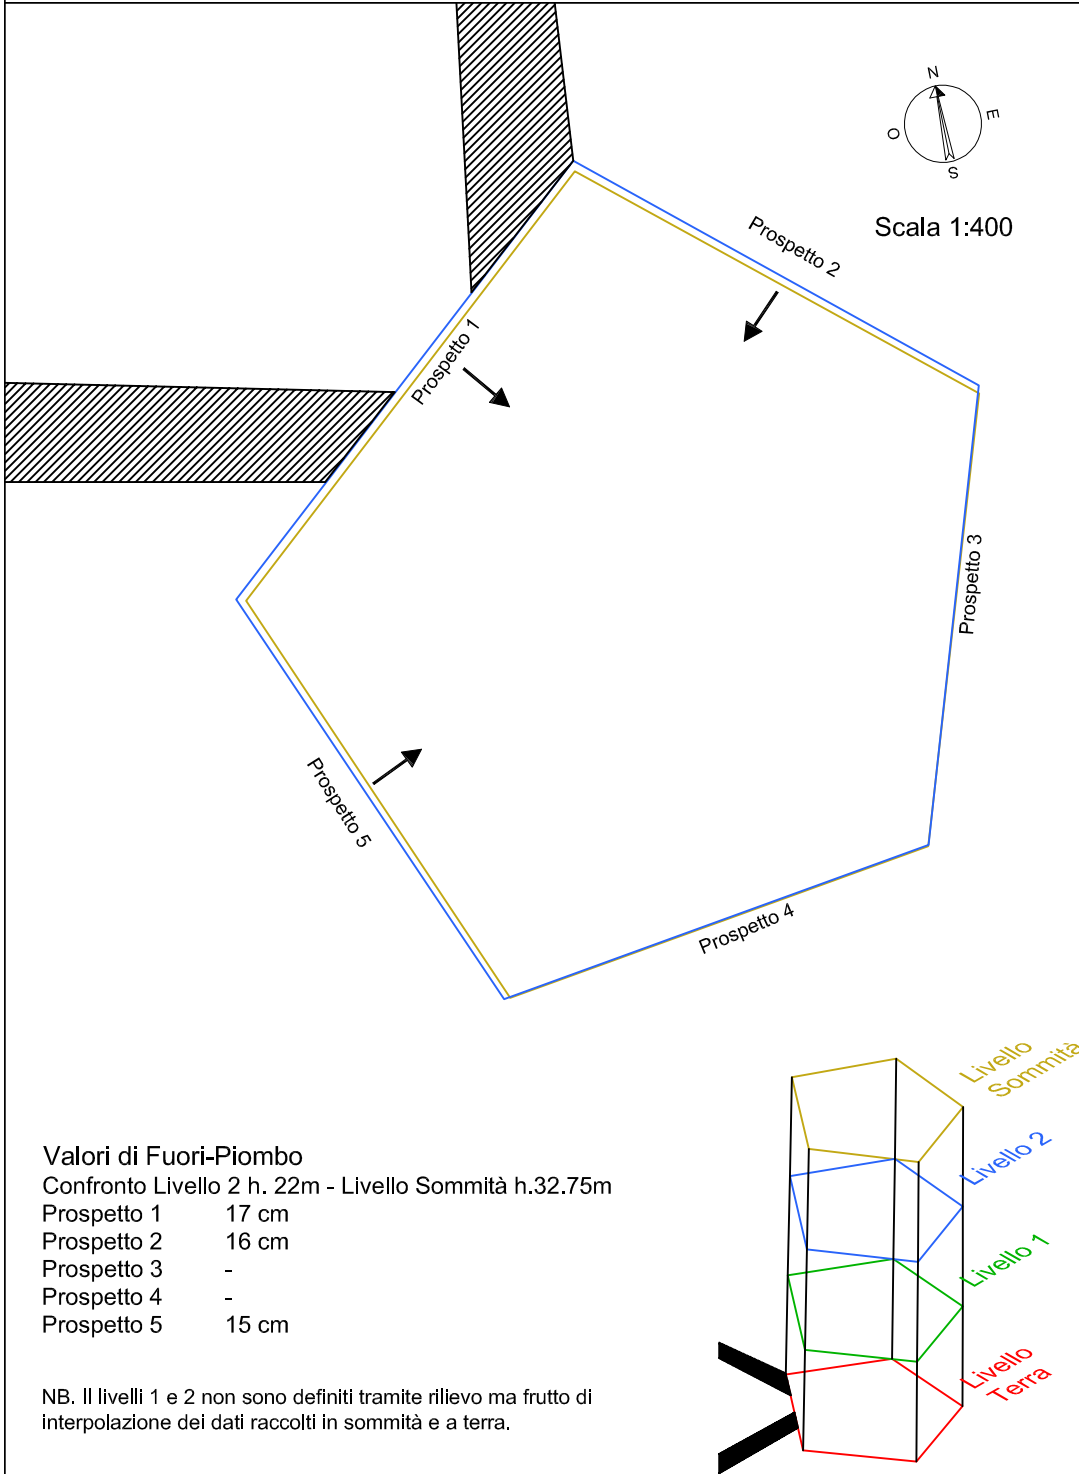 N
E
O
S
Scala 1:400
Prospetto 2
Prospetto 1
Prospetto 3
Prospetto 5
Prospetto 4
Livello
Sommità
Livello 2
Livello 1
Livello
Terra
Valori di Fuori-Piombo
Confronto Livello 2 h. 22m - Livello Sommità h.32.75m
Prospetto 1 17 cm
Prospetto 2 16 cm
Prospetto 3 -
Prospetto 4 -
Prospetto 5 15 cm
NB. Il livelli 1 e 2 non sono definiti tramite rilievo ma frutto di
interpolazione dei dati raccolti in sommità e a terra.